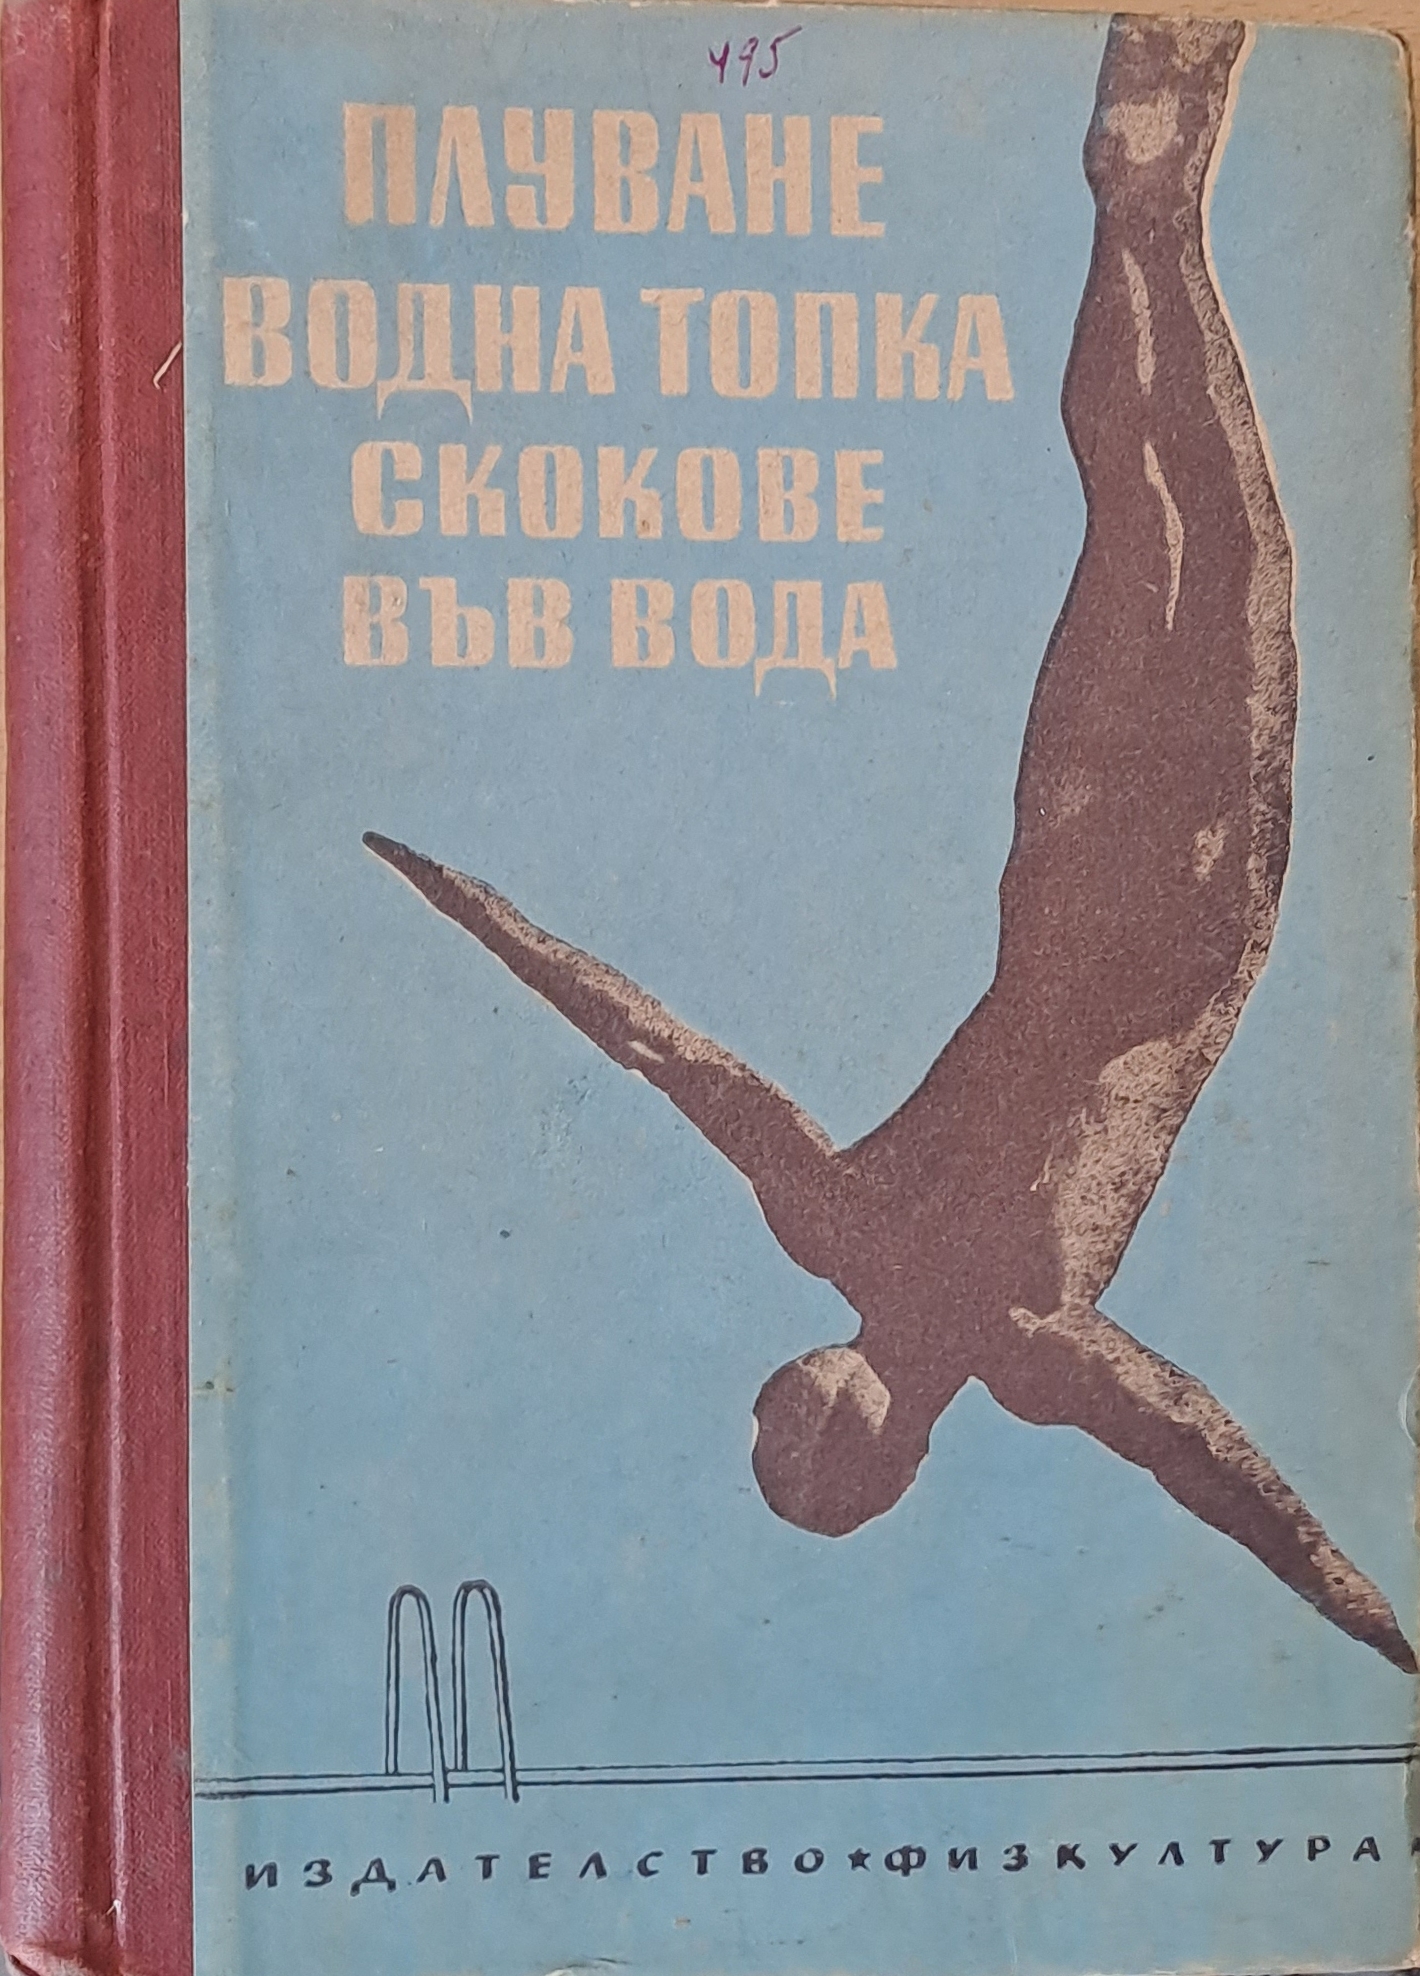 495
ПЛУВАНЕ
ВОДНА ТОПКА
СКОКОВЕ
ВЪВ ВОДА
ИЗДАТЕЛСТВО★ФИЗКУЛТУРА